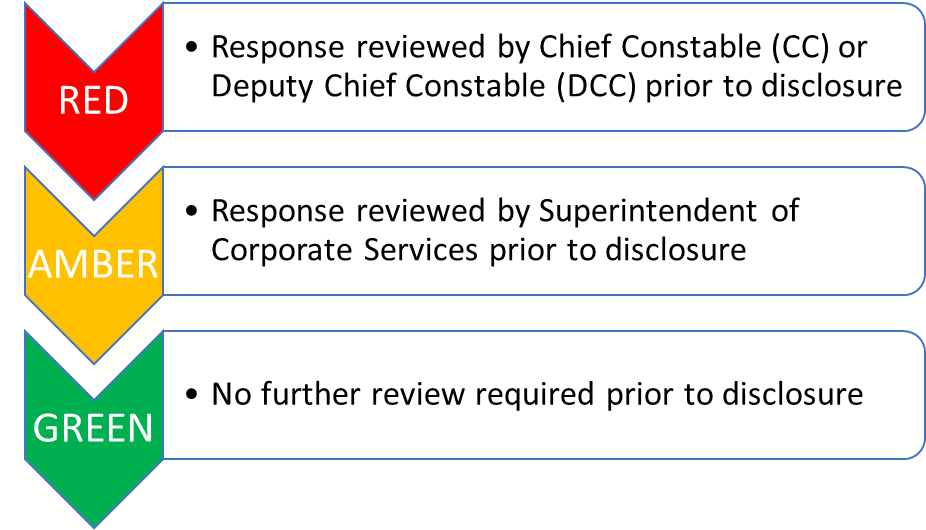 RED
• Response reviewed by Chief Constable (CC) or
Deputy Chief Constable (DCC) prior to disclosure
AMBER
• Response reviewed by Superintendent of
Corporate Services prior to disclosure
GREEN
• No further review required prior to disclosure